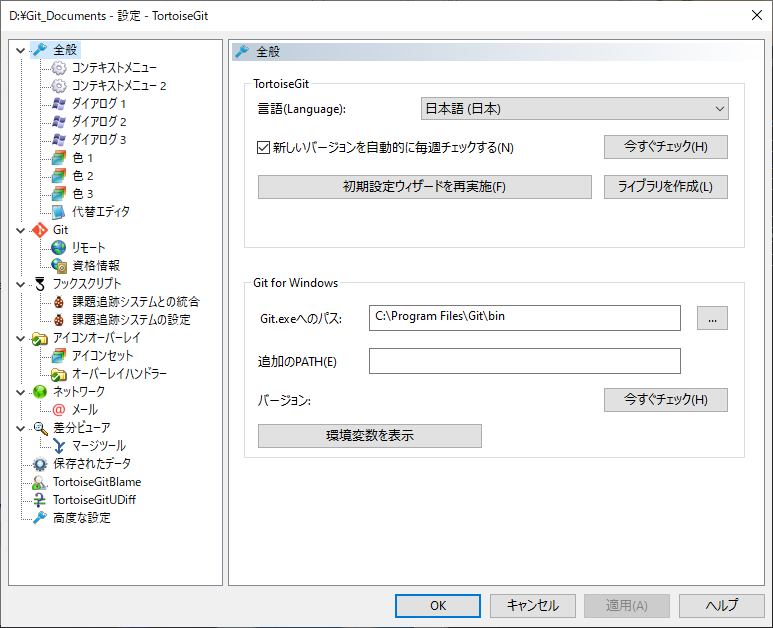 D:¥Git_Documents - 設定 - TortoiseGit
全般
コンテキストメニュー
コンテキストメニュー 2
ダイアログ 1
ダイアログ 2
ダイアログ 3
色 1
色 2
色 3
代替エディタ
Git
リモート
資格情報
フックスクリプト
課題追跡システムとの統合
課題追跡システムの設定
アイコンオーバーレイ
アイコンセット
オーバーレイハンドラー
ネットワーク
メール
差分ビューア
マージツール
保存されたデータ
TortoiseGitBlame
TortoiseGitUDiff
高度な設定
全般
TortoiseGit
言語(Language):
日本語 (日本)
新しいバージョンを自動的に毎週チェックする(N)
今すぐチェック(H)
初期設定ウィザードを再実施(F)
ライブラリを作成(L)
Git for Windows
Git.exeへのパス:
C:\Program Files\Git\bin
...
追加のPATH(E)
バージョン:
今すぐチェック(H)
環境変数を表示
OK
キャンセル
適用(A)
ヘルプ